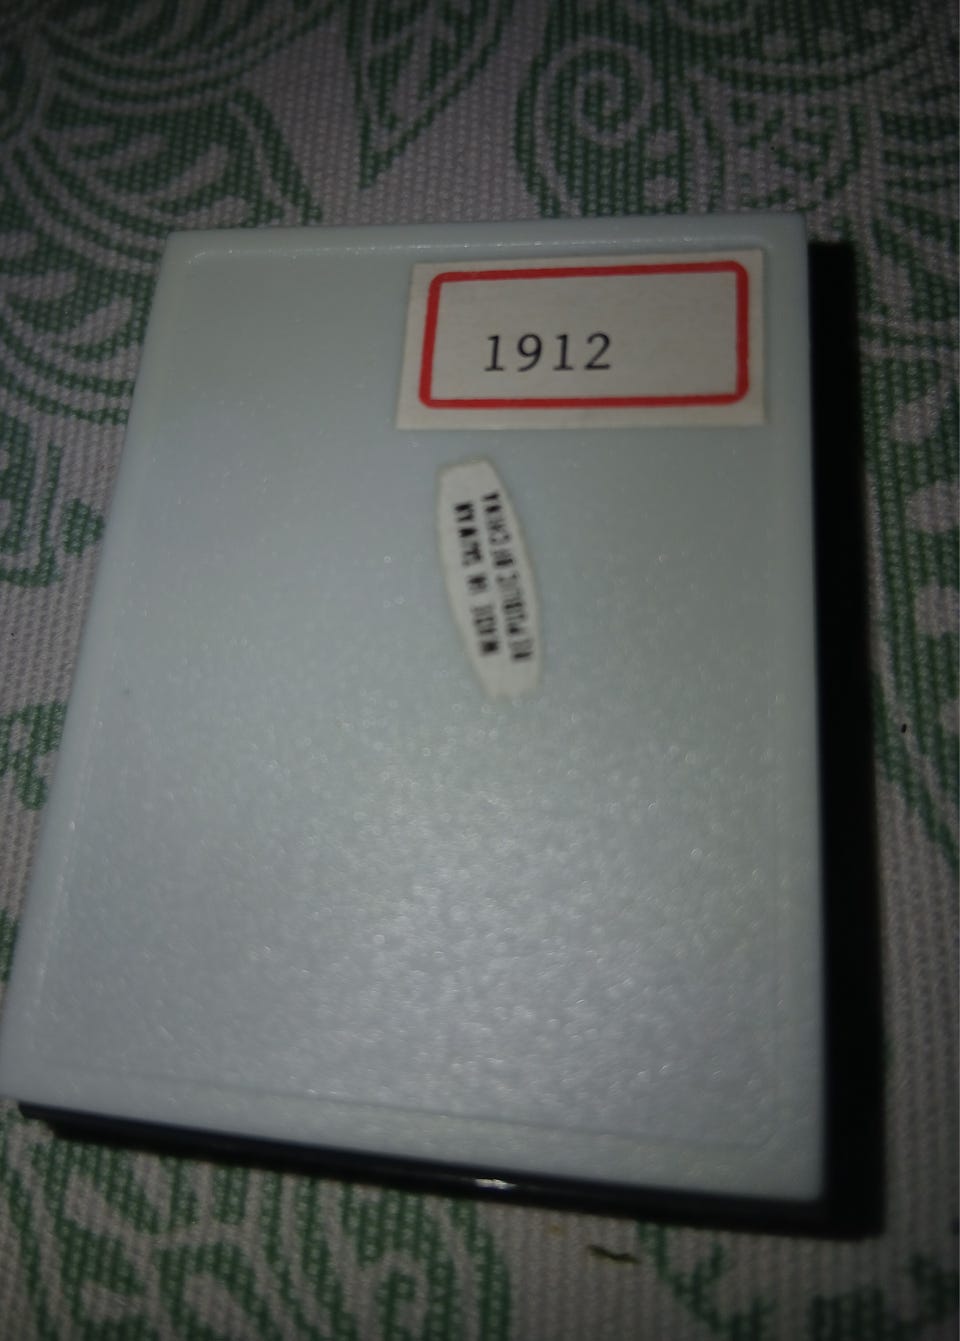 1912
MADE IN TAIWAN
REPUBLIC OF CHINA